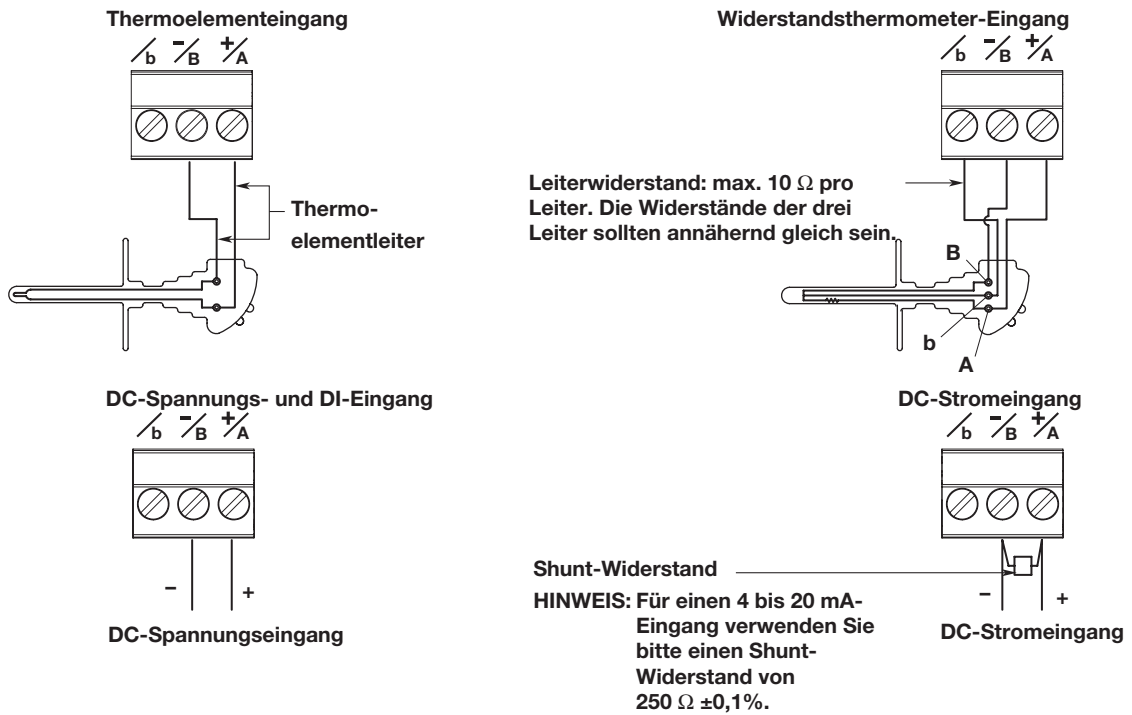 Thermoelementeingang
/b −/B +/A
Thermo-
elementleiter
Widerstandsthermometer-Eingang
/b −/B +/A
Leiterwiderstand: max. 10 Ω pro
Leiter. Die Widerstände der drei
Leiter sollten annähernd gleich sein.
B
b
A
DC-Spannungs- und DI-Eingang
/b −/B +/A
− +
DC-Spannungseingang
DC-Stromeingang
/b −/B +/A
Shunt-Widerstand
− +
HINWEIS: Für einen 4 bis 20 mA-
Eingang verwenden Sie
bitte einen Shunt-
Widerstand von
250 Ω ±0,1%.
DC-Stromeingang